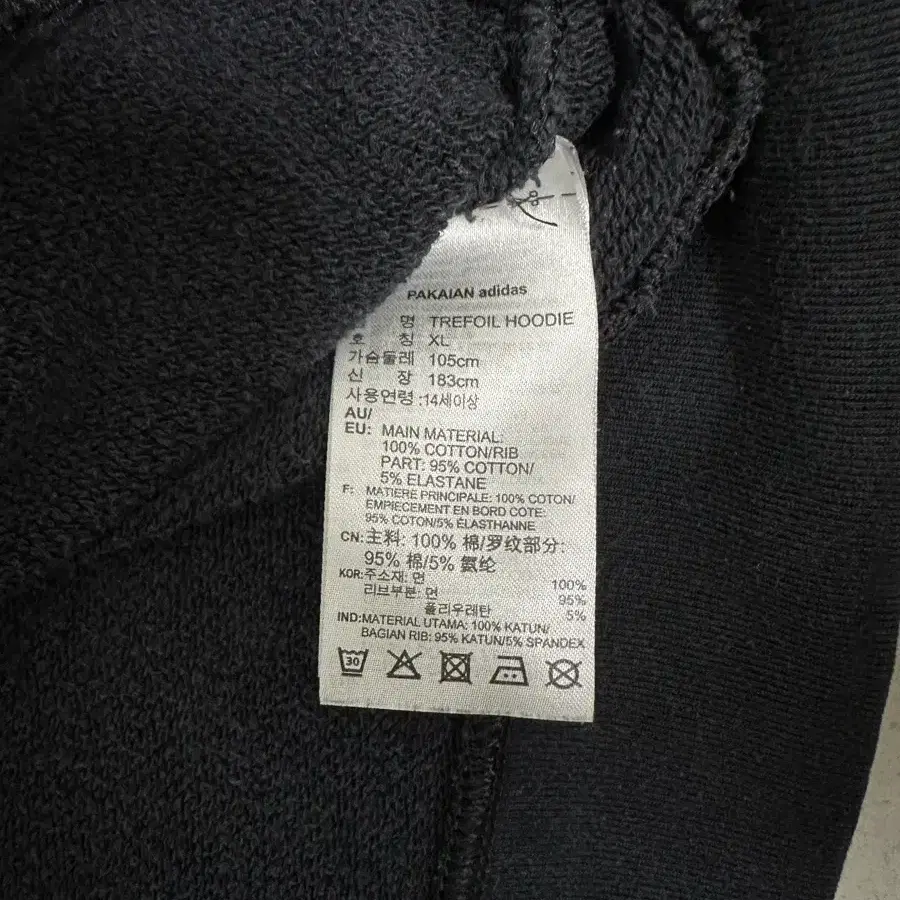 PAKAIAN adidas
명 TREFOIL HOODIE
호 칭 XL
가슴둘레 105cm
신 장 183cm
사용연령 :14세이상
AU/
EU: MAIN MATERIAL:
100% COTTON/RIB
PART: 95% COTTON/
5% ELASTANE
F: MATIERE PRINCIPALE: 100% COTON/
EMPIECEMENT EN BORD COTE:
95% COTON/5% ÉLASTHANNE
CN: 主料: 100% 棉/罗纹部分:
95% 棉/5% 氨纶
KOR: 주소재: 면 100%
리브부분: 면 95%
폴리우레탄 5%
IND: MATERIAL UTAMA: 100% KATUN/
BAGIAN RIB: 95% KATUN/5% SPANDEX
30